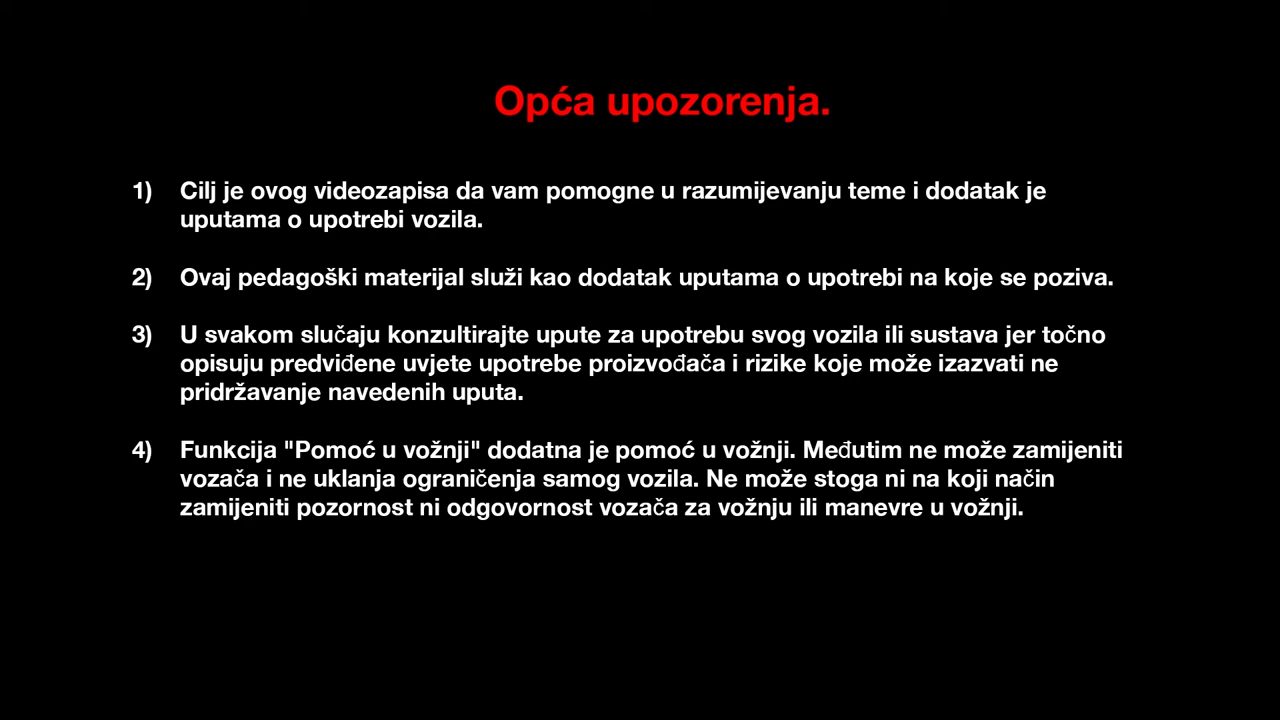 Opća upozorenja.
1) Cilj je ovog videozapisa da vam pomogne u razumijevanju teme i dodatak je
uputama o upotrebi vozila.
2) Ovaj pedagoški materijal služi kao dodatak uputama o upotrebi na koje se poziva.
3) U svakom slučaju konzultirajte upute za upotrebu svog vozila ili sustava jer točno
opisuju predviđene uvjete upotrebe proizvođača i rizike koje može izazvati ne
pridržavanje navedenih uputa.
4) Funkcija "Pomoć u vožnji" dodatna je pomoć u vožnji. Međutim ne može zamijeniti
vozača i ne uklanja ograničenja samog vozila. Ne može stoga ni na koji način
zamijeniti pozornost ni odgovornost vozača za vožnju ili manevre u vožnji.